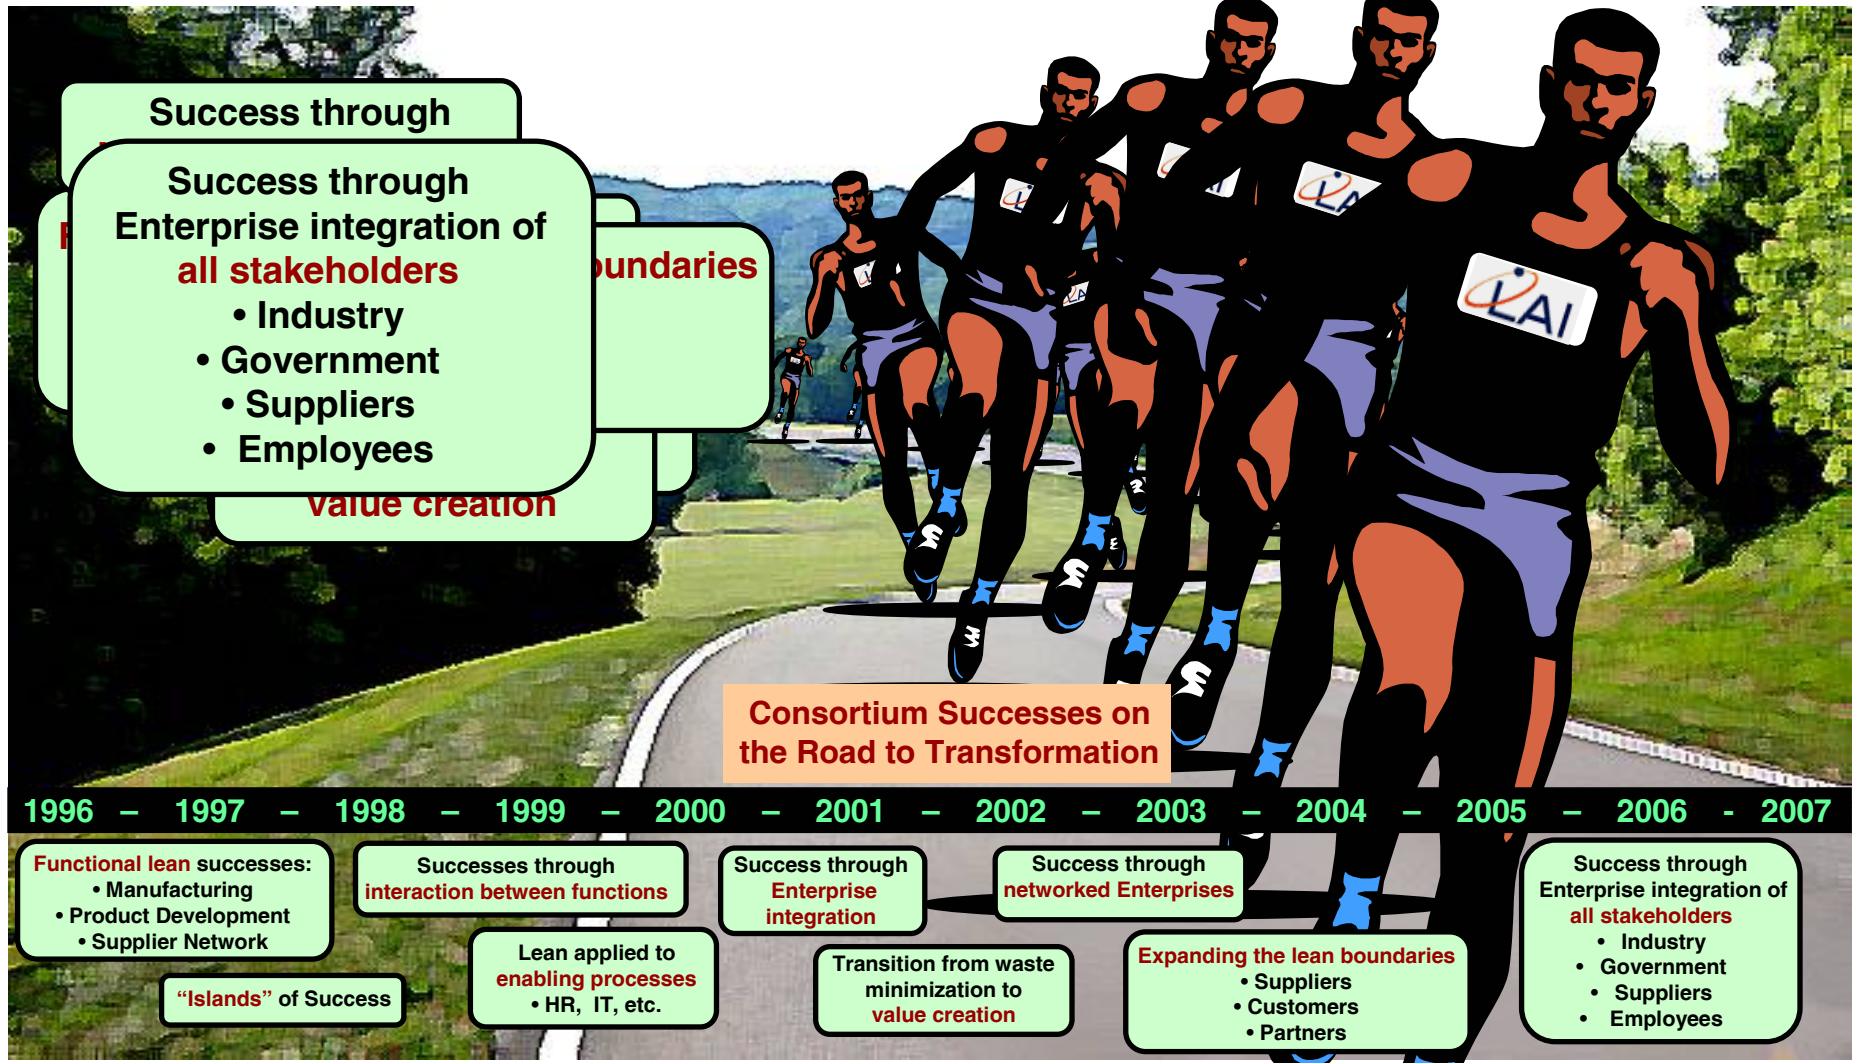 Success through
Success through
Enterprise integration of
all stakeholders
• Industry
• Government
• Suppliers
• Employees
value creation
LAI
LAI
Consortium Successes on
the Road to Transformation
1996 – 1997 – 1998 – 1999 – 2000 – 2001 – 2002 – 2003 – 2004 – 2005 – 2006 - 2007
Functional lean successes:
• Manufacturing
• Product Development
• Supplier Network
“Islands” of Success
Successes through
interaction between functions
Lean applied to
enabling processes
• HR, IT, etc.
Success through
Enterprise
integration
Transition from waste
minimization to
value creation
Success through
networked Enterprises
Expanding the lean boundaries
• Suppliers
• Customers
• Partners
Success through
Enterprise integration of
all stakeholders
• Industry
• Government
• Suppliers
• Employees